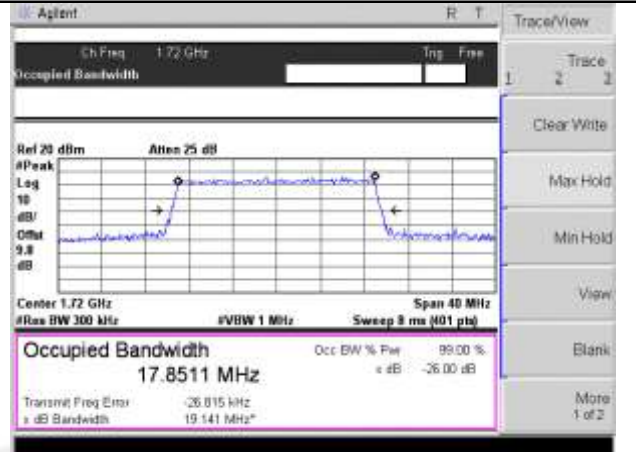 Agilent R T
Trace/View
Ch Freq 1.72 GHz Trig Free
Occupied Bandwidth
Trace
1 2 3
Clear Write
Ref 20 dBm Atten 25 dB
#Peak
Log
10
dB/
Offst
9.8
dB
Max Hold
Min Hold
Center 1.72 GHz Span 40 MHz
#Res BW 300 kHz #VBW 1 MHz Sweep 8 ms (401 pts)
View
Occupied Bandwidth Occ BW % Pwr 99.00 %
17.8511 MHz x dB -26.00 dB
Transmit Freq Error -26.815 kHz
x dB Bandwidth 19.141 MHz*
Blank
More
1 of 2